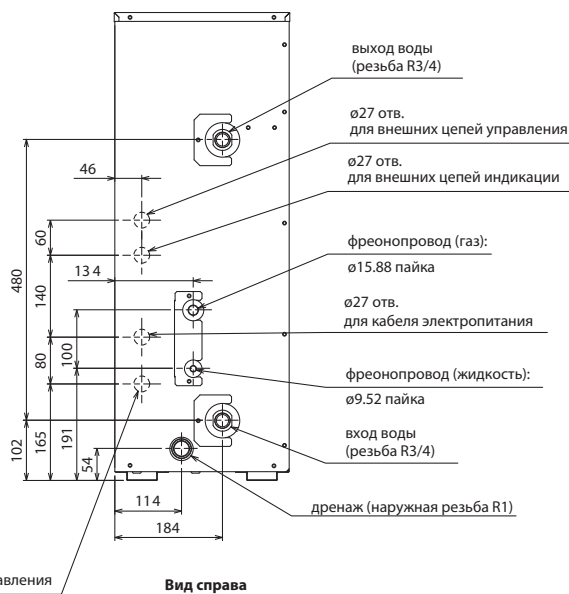 выход воды
(резьба R3/4)
ø27 отв.
для внешних цепей управления
46
ø27 отв.
для внешних цепей индикации
60
фреонопровод (газ):
134
ø15.88 пайка
480
140
ø27 отв.
для кабеля электропитания
100
80
фреонопровод (жидкость):
ø9.52 пайка
вход воды
(резьба R3/4)
102
165
191
54
114
дренаж (наружная резьба R1)
184
авления
Вид справа